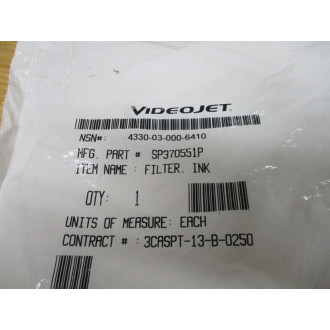 VIDEOJET
NSN#: 4330-03-000-6410
MFG. PART # SP370551P
ITEM NAME : FILTER. INK
QTY: 1
UNITS OF MEASURE: EACH
CONTRACT # : 3CASPT-13-B-0250